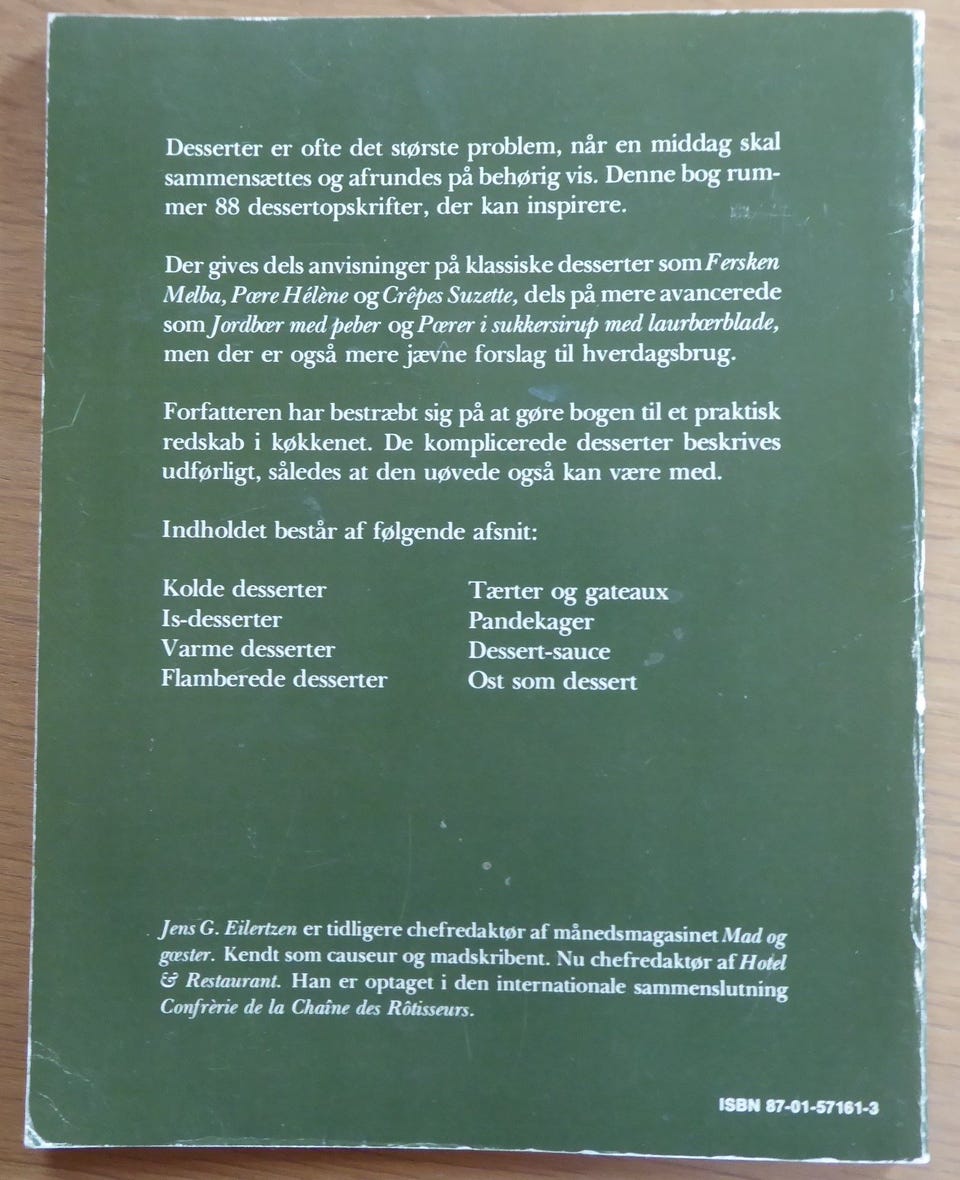 Desserter er ofte det største problem, når en middag skal
sammensættes og afrundes på behørig vis. Denne bog rum-
mer 88 dessertopskrifter, der kan inspirere.
Der gives dels anvisninger på klassiske desserter som Fersken
Melba, Pære Hélène og Crêpes Suzette, dels på mere avancerede
som Jordbær med peber og Pærer i sukkersirup med laurbærblade,
men der er også mere jævne forslag til hverdagsbrug.
Forfatteren har bestræbt sig på at gøre bogen til et praktisk
redskab i køkkenet. De komplicerede desserter beskrives
udførligt, således at den uøvede også kan være med.
Indholdet består af følgende afsnit:
Kolde desserter
Is-desserter
Varme desserter
Flamberede desserter
Tærter og gateaux
Pandekager
Dessert-sauce
Ost som dessert
Jens G. Eilertzen er tidligere chefredaktør af månedsmagasinet Mad og
gæster. Kendt som causeur og madskribent. Nu chefredaktør af Hotel
& Restaurant. Han er optaget i den internationale sammenslutning
Confrèrie de la Chaîne des Rôtisseurs.
ISBN 87-01-57161-3